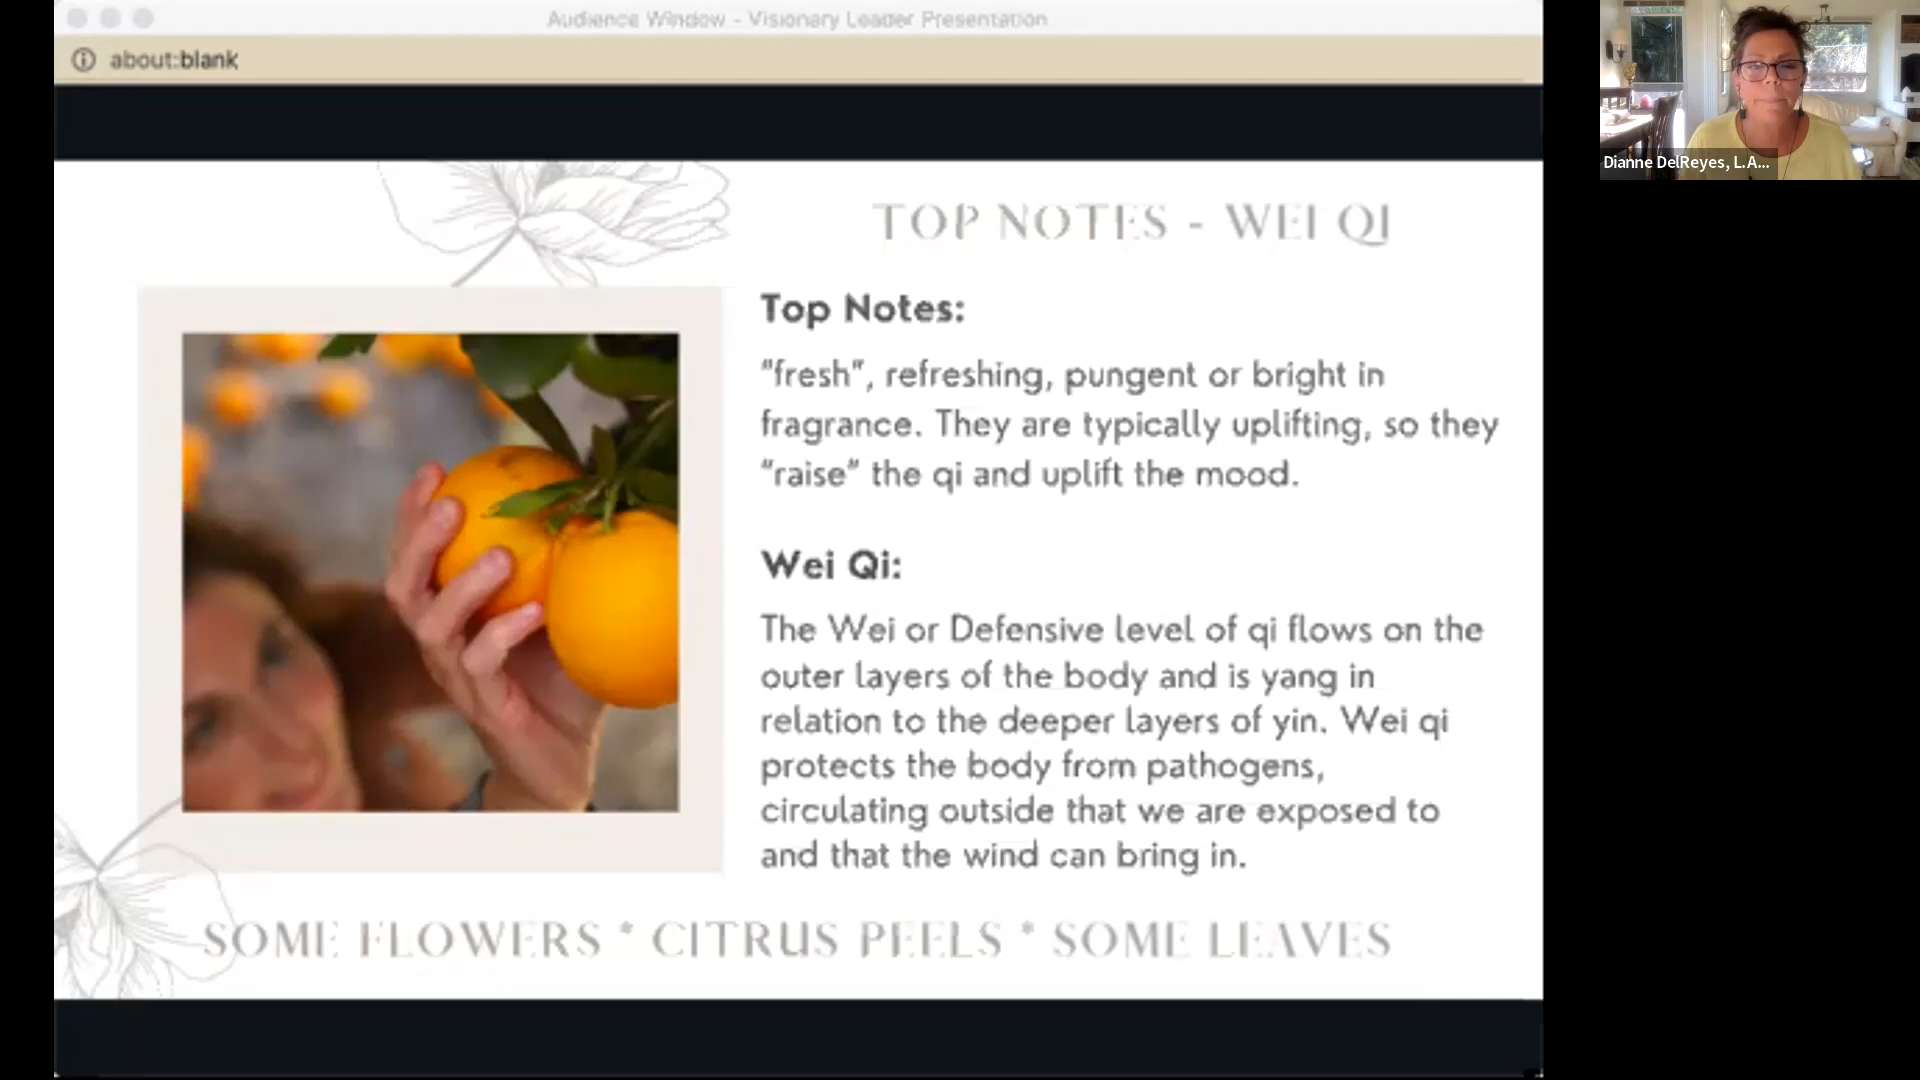 Audience Window - Visionary Leader Presentation
about:blank
Dianne DelReyes, L.A...
TOP NOTES - WEI QI
Top Notes:
“fresh”, refreshing, pungent or bright in
fragrance. They are typically uplifting, so they
“raise” the qi and uplift the mood.
Wei Qi:
The Wei or Defensive level of qi flows on the
outer layers of the body and is yang in
relation to the deeper layers of yin. Wei qi
protects the body from pathogens,
circulating outside that we are exposed to
and that the wind can bring in.
SOME FLOWERS * CITRUS PEELS * SOME LEAVES